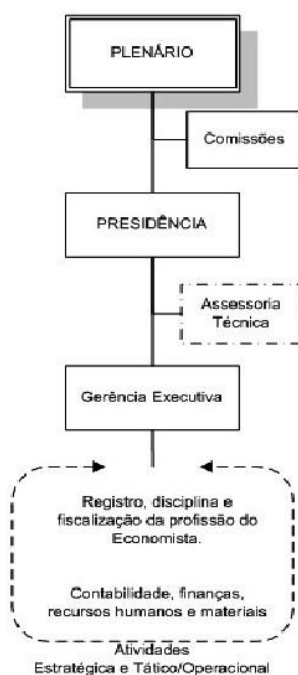 PLENÁRIO
Comissões
PRESIDÊNCIA
Assessoria
Técnica
Gerência Executiva
Registro, disciplina e
fiscalização da profissão do
Economista.
Contabilidade, finanças,
recursos humanos e materiais
Atividades
Estratégica e Tático/Operacional